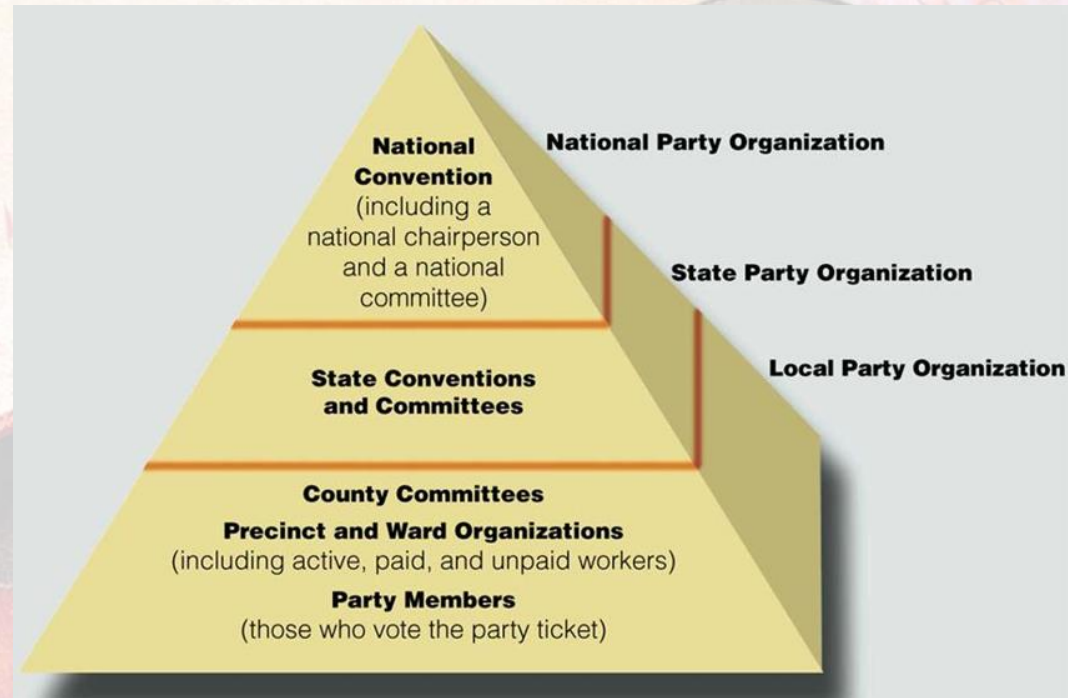 National
Convention
(including a
national chairperson
and a national
committee)
National Party Organization
State Party Organization
State Conventions
and Committees
Local Party Organization
County Committees
Precinct and Ward Organizations
(including active, paid, and unpaid workers)
Party Members
(those who vote the party ticket)